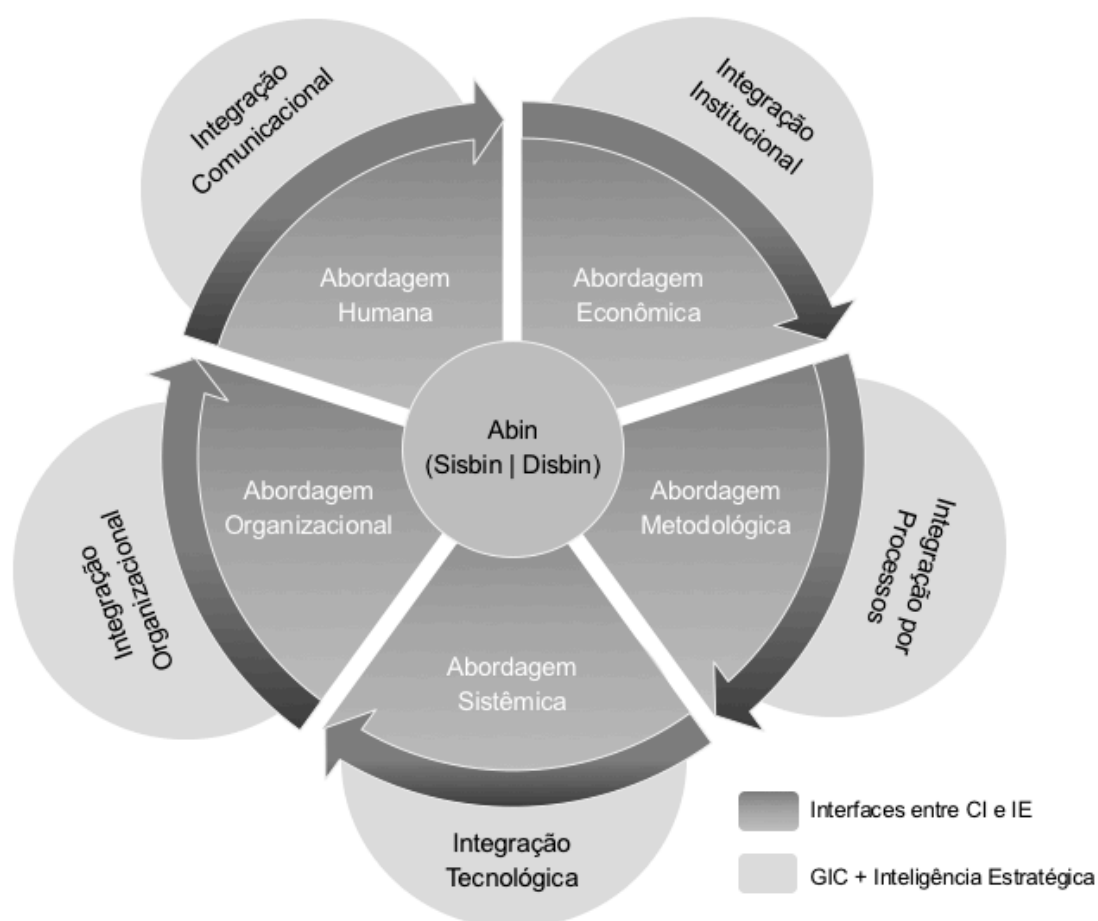 Integração
Comunicacional
Integração
Institucional
Abordagem
Humana
Abordagem
Econômica
Abin
(Sisbin | Disbin)
Abordagem
Organizacional
Abordagem
Metodológica
Integração
Organizacional
Integração por
Processos
Abordagem
Sistêmica
Integração
Tecnológica
Interfaces entre CI e IE
GIC + Inteligência Estratégica